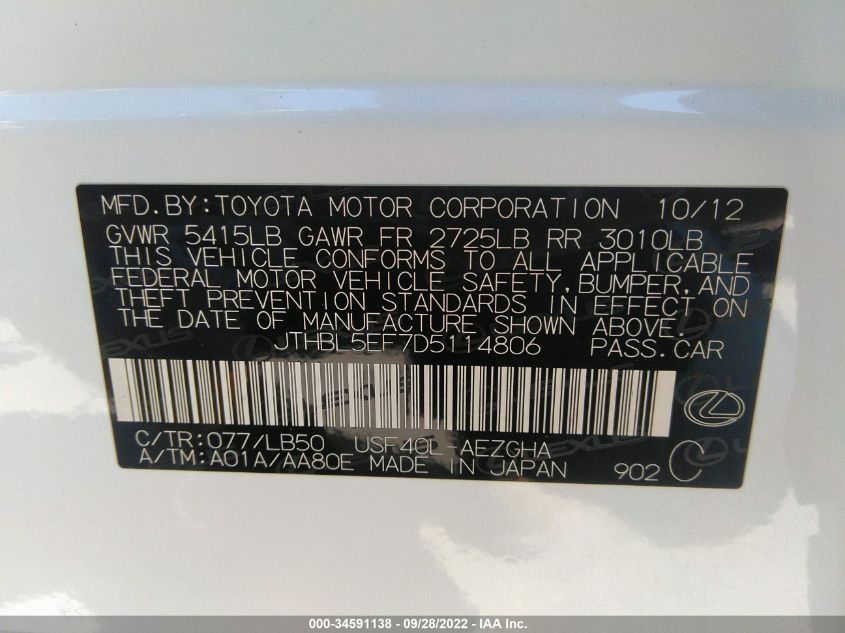 MFD.BY:TOYOTA MOTOR CORPORATION 10/12
GVWR 5415LB GAWR FR 2725LB RR 3010LB
THIS VEHICLE CONFORMS TO ALL APPLICABLE
FEDERAL MOTOR VEHICLE SAFETY, BUMPER, AND
THEFT PREVENTION STANDARDS IN EFFECT ON
THE DATE OF MANUFACTURE SHOWN ABOVE.
JTHBL5EF7D5114806 PASS.CAR
C/TR:077/LB50 USF40L-AEZGHA
A/TM:A01A/AA80E MADE IN JAPAN 902 C
000-34591138 - 09/28/2022 - IAA Inc.